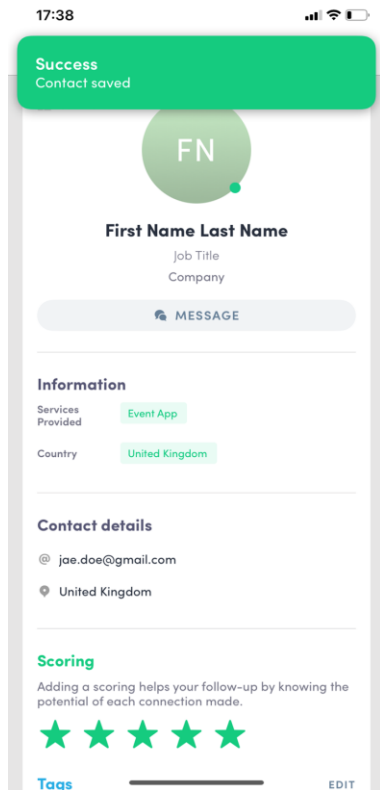 17:38
Success
Contact saved
FN
First Name Last Name
Job Title
Company
MESSAGE
Information
Services
Provided
Event App
Country
United Kingdom
Contact details
@ jae.doe@gmail.com
United Kingdom
Scoring
Adding a scoring helps your follow-up by knowing the
potential of each connection made.
Tags
EDIT